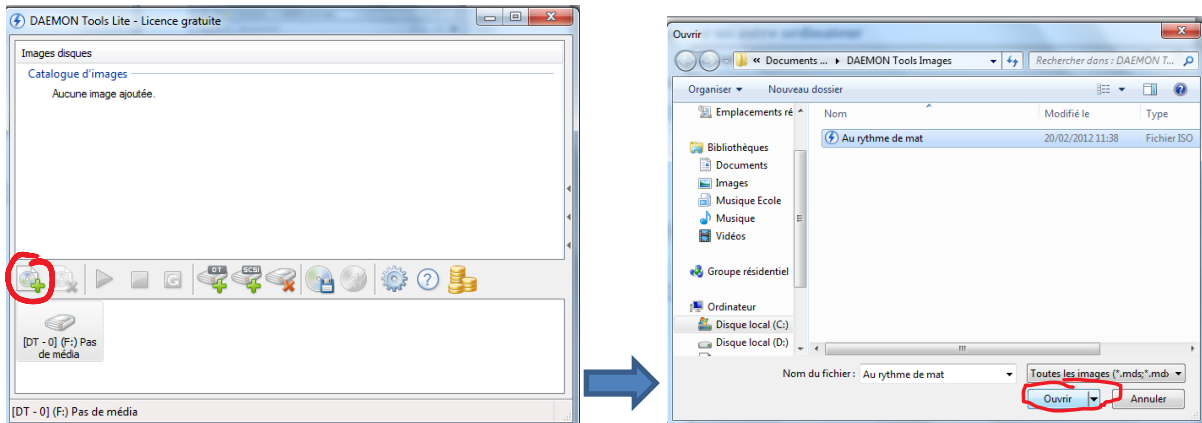 DAEMON Tools Lite - Licence gratuite
Images disques
Catalogue d'images
Aucune image ajoutée.
DT
SCSI
G
[DT - 0] (F:) Pas
de média
[DT - 0] (F:) Pas de média
Ouvrir
« Documents ... ▸ DAEMON Tools Images
Rechercher dans : DAEMON T...
Organiser
Nouveau dossier
Emplacements ré
Nom
Modifié le
Type
Au rythme de mat
20/02/2012 11:38
Fichier ISO
Bibliothèques
Documents
Images
Musique Ecole
Musique
Vidéos
Groupe résidentiel
Ordinateur
Disque local (C:)
Disque local (D:)
Nom du fichier :
Au rythme de mat
Toutes les images (*.mds;*.md
Ouvrir
Annuler